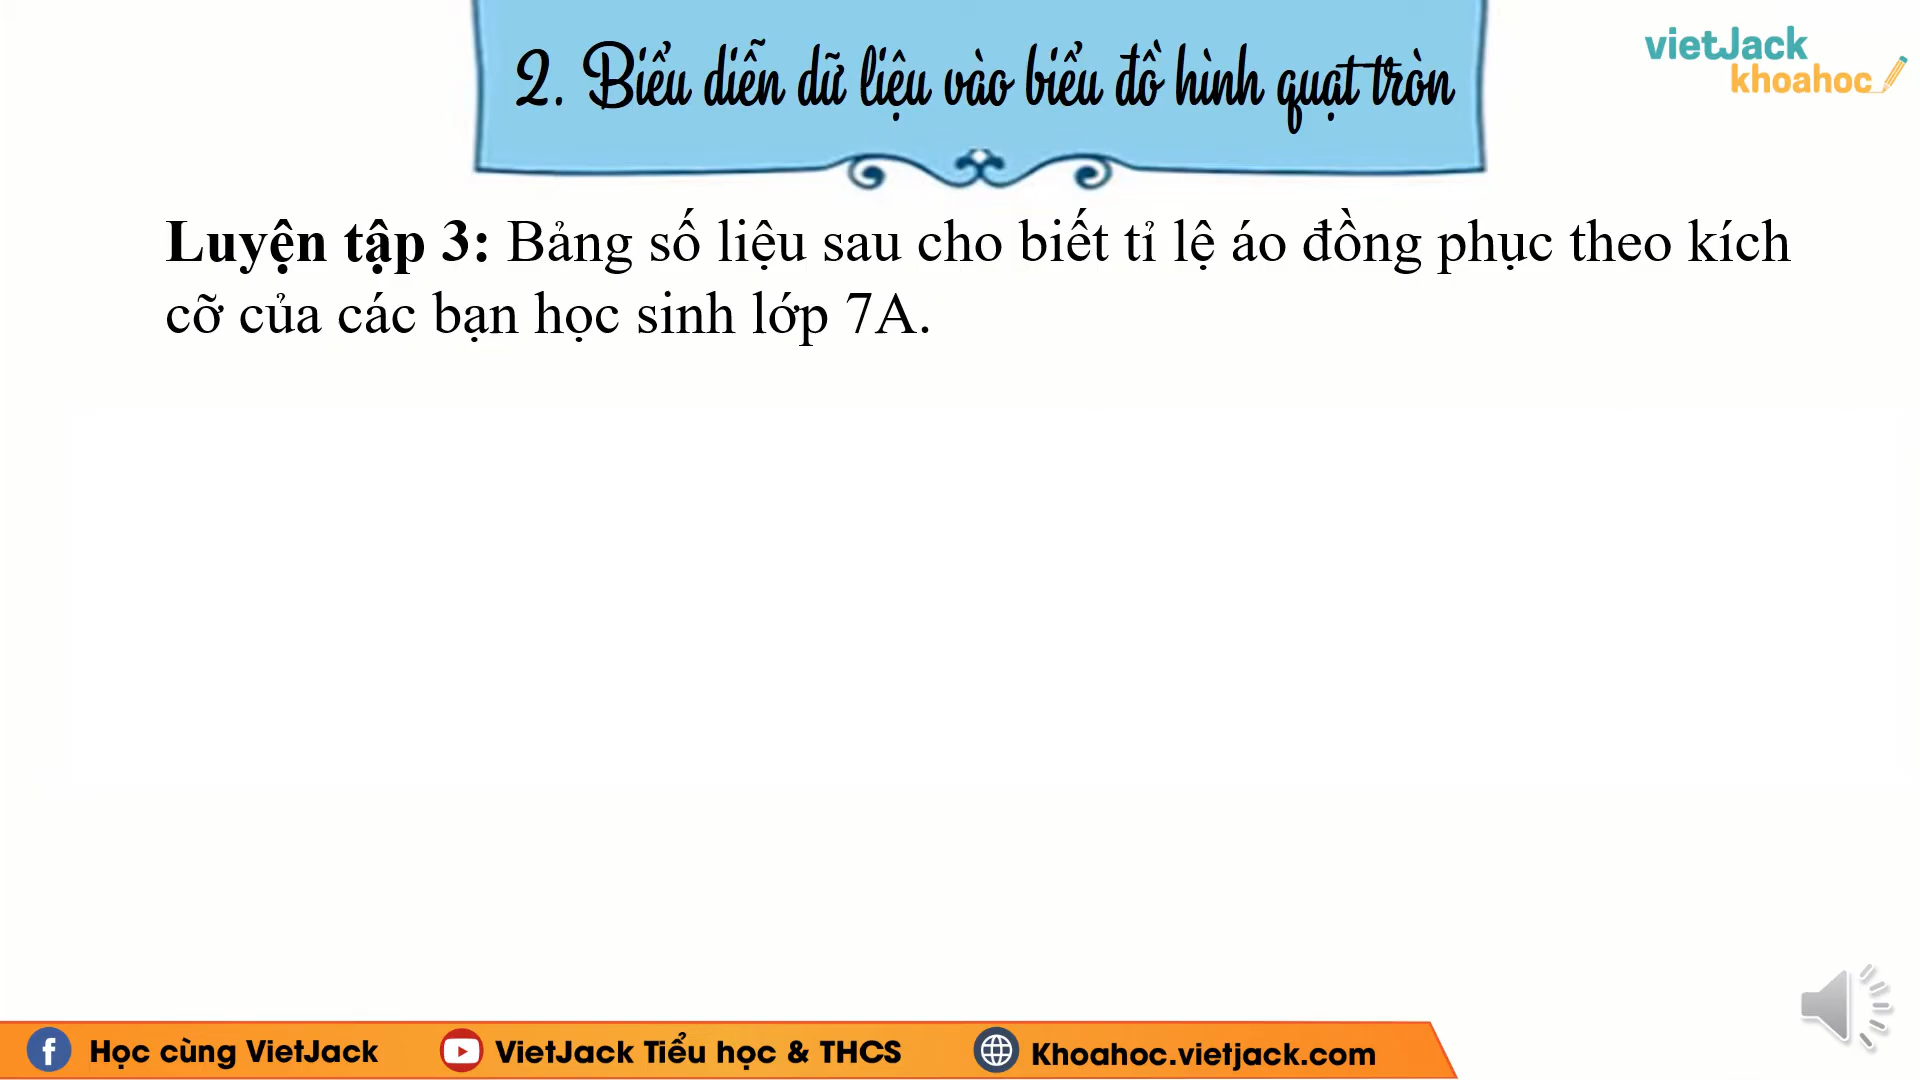 2. Biểu diễn dữ liệu vào biểu đồ hình quạt tròn
vietJack
khoahoc
Luyện tập 3: Bảng số liệu sau cho biết tỉ lệ áo đồng phục theo kích
cỡ của các bạn học sinh lớp 7A.
Học cùng VietJack
VietJack Tiểu học & THCS
Khoahoc.vietjack.com